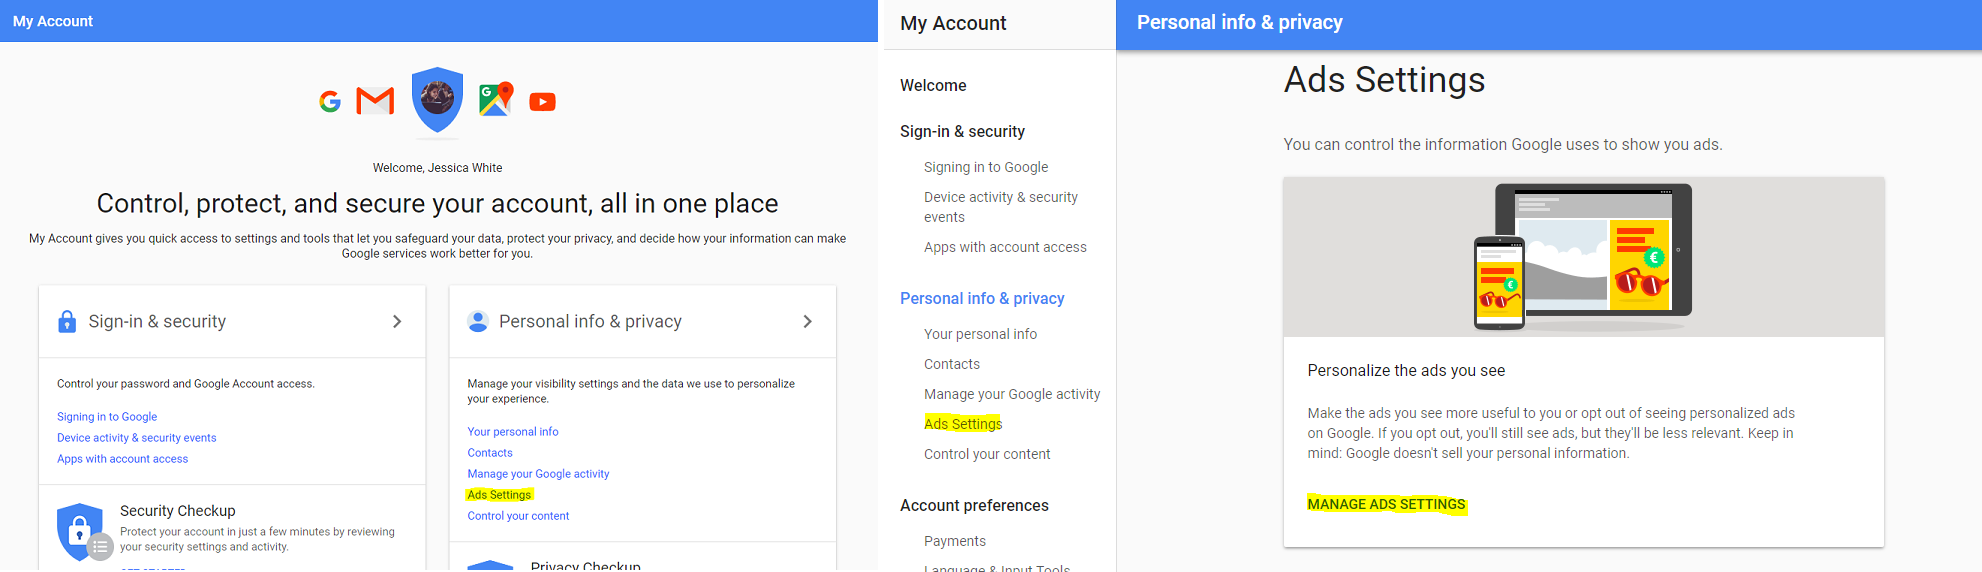 My Account
Welcome, Jessica White
Control, protect, and secure your account, all in one place
My Account gives you quick access to settings and tools that let you safeguard your data, protect your privacy, and decide how your information can make
Google services work better for you.
Sign-in & security
Control your password and Google Account access.
Signing in to Google
Device activity & security events
Apps with account access
Security Checkup
Protect your account in just a few minutes by reviewing
your security settings and activity.
Personal info & privacy
Manage your visibility settings and the data we use to personalize
your experience.
Your personal info
Contacts
Manage your Google activity
Ads Settings
Control your content
Privacy Checkup
My Account
Welcome
Sign-in & security
Signing in to Google
Device activity & security
events
Apps with account access
Personal info & privacy
Your personal info
Contacts
Manage your Google activity
Ads Settings
Control your content
Account preferences
Payments
Language & Input Tools
Personal info & privacy
Ads Settings
You can control the information Google uses to show you ads.
€
€
Personalize the ads you see
Make the ads you see more useful to you or opt out of seeing personalized ads
on Google. If you opt out, you'll still see ads, but they'll be less relevant. Keep in
mind: Google doesn't sell your personal information.
MANAGE ADS SETTINGS